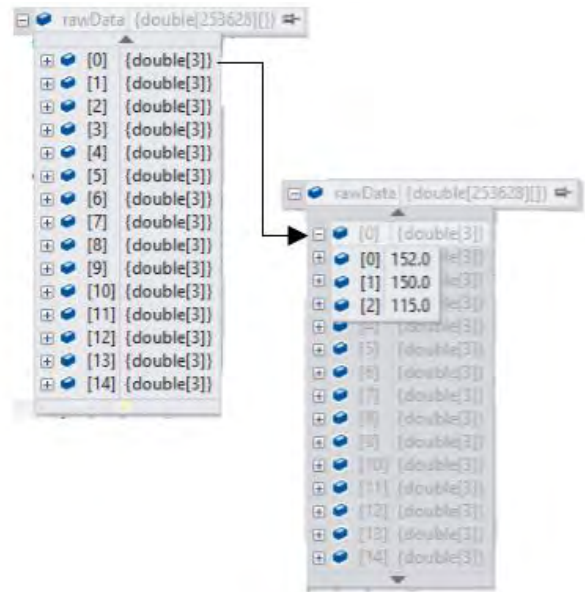 rawData {double[253628][]}
[0] {double[3]}
[1] {double[3]}
[2] {double[3]}
[3] {double[3]}
[4] {double[3]}
[5] {double[3]}
[6] {double[3]}
[7] {double[3]}
[8] {double[3]}
[9] {double[3]}
[10] {double[3]}
[11] {double[3]}
[12] {double[3]}
[13] {double[3]}
[14] {double[3]}
rawData {double[253628][]}
[0] {double[3]}
[0] 152.0
[1] 150.0
[2] 115.0
[5] {double[3]}
[6] {double[3]}
[7] {double[3]}
[8] {double[3]}
[9] {double[3]}
[10] {double[3]}
[11] {double[3]}
[12] {double[3]}
[13] {double[3]}
[14] {double[3]}